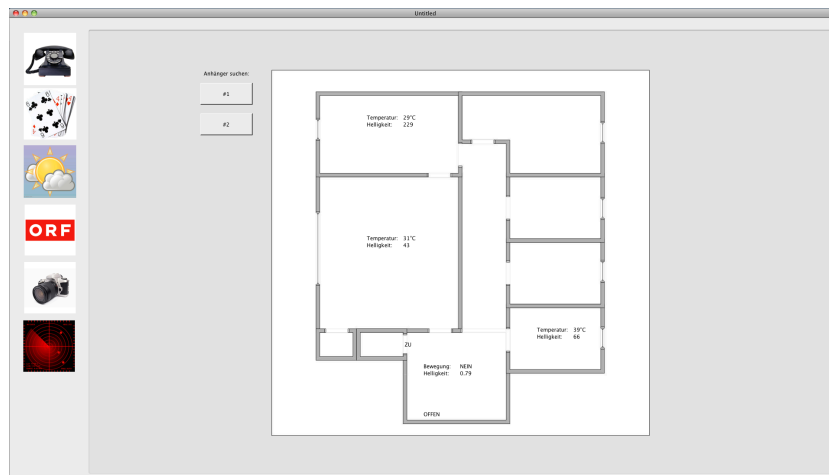 Untitled
Anhänger suchen:
#1
#2
ORF
Temperatur: 29°C
Helligkeit: 229
Temperatur: 31°C
Helligkeit: 43
Temperatur: 39°C
Helligkeit: 66
ZU
Bewegung: NEIN
Helligkeit: 0.79
OFFEN